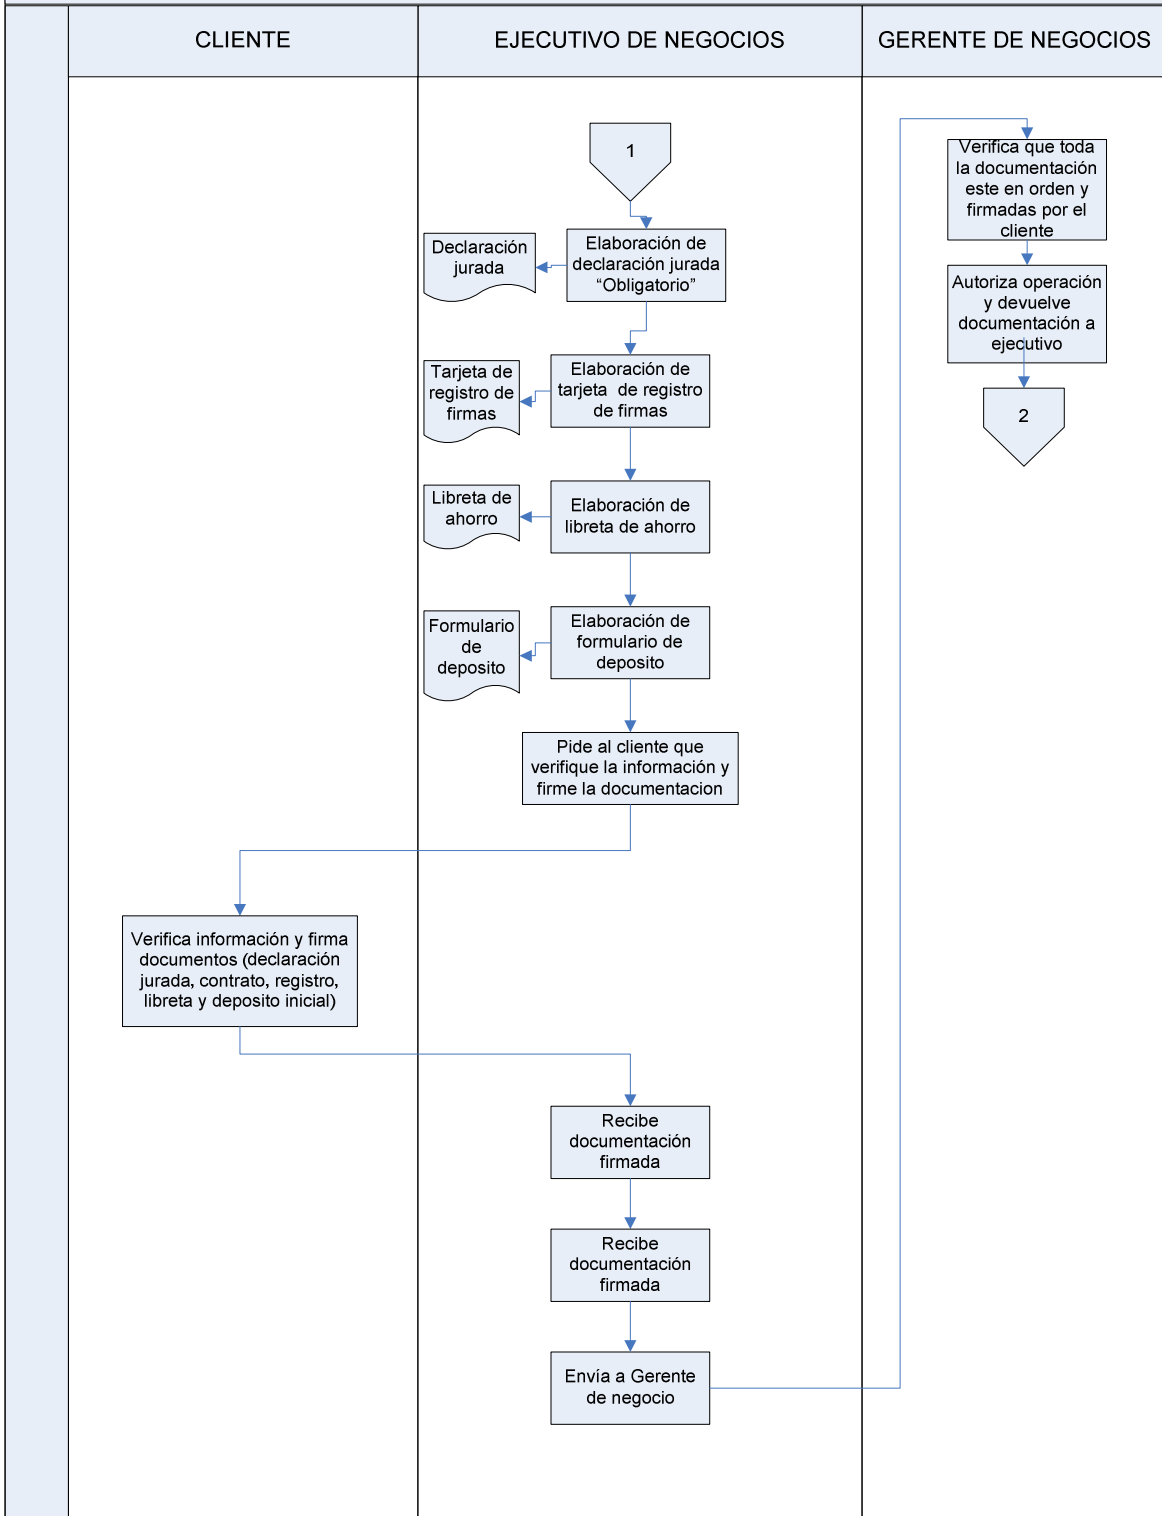 CLIENTE
EJECUTIVO DE NEGOCIOS
GERENTE DE NEGOCIOS
1
Declaración
jurada
Elaboración de
declaración jurada
“Obligatorio”
Tarjeta de
registro de
firmas
Elaboración de
tarjeta de registro
de firmas
Libreta de
ahorro
Elaboración de
libreta de ahorro
Formulario
de
deposito
Elaboración de
formulario de
deposito
Pide al cliente que
verifique la información y
firme la documentacion
Verifica información y firma
documentos (declaración
jurada, contrato, registro,
libreta y deposito inicial)
Recibe
documentación
firmada
Recibe
documentación
firmada
Envía a Gerente
de negocio
Verifica que toda
la documentación
este en orden y
firmadas por el
cliente
Autoriza operación
y devuelve
documentación a
ejecutivo
2